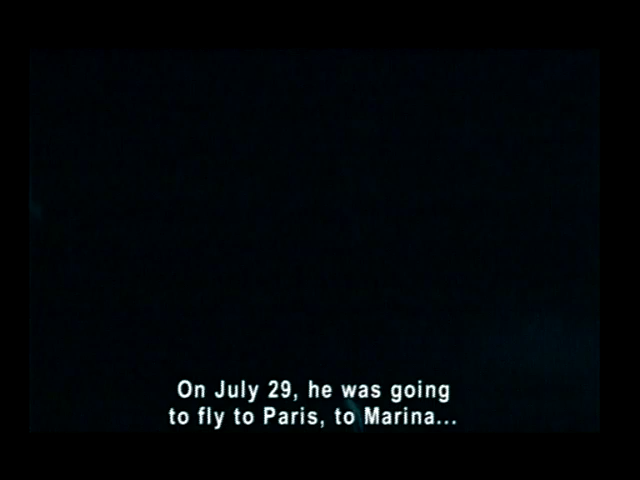 On July 29, he was going
to fly to Paris, to Marina...